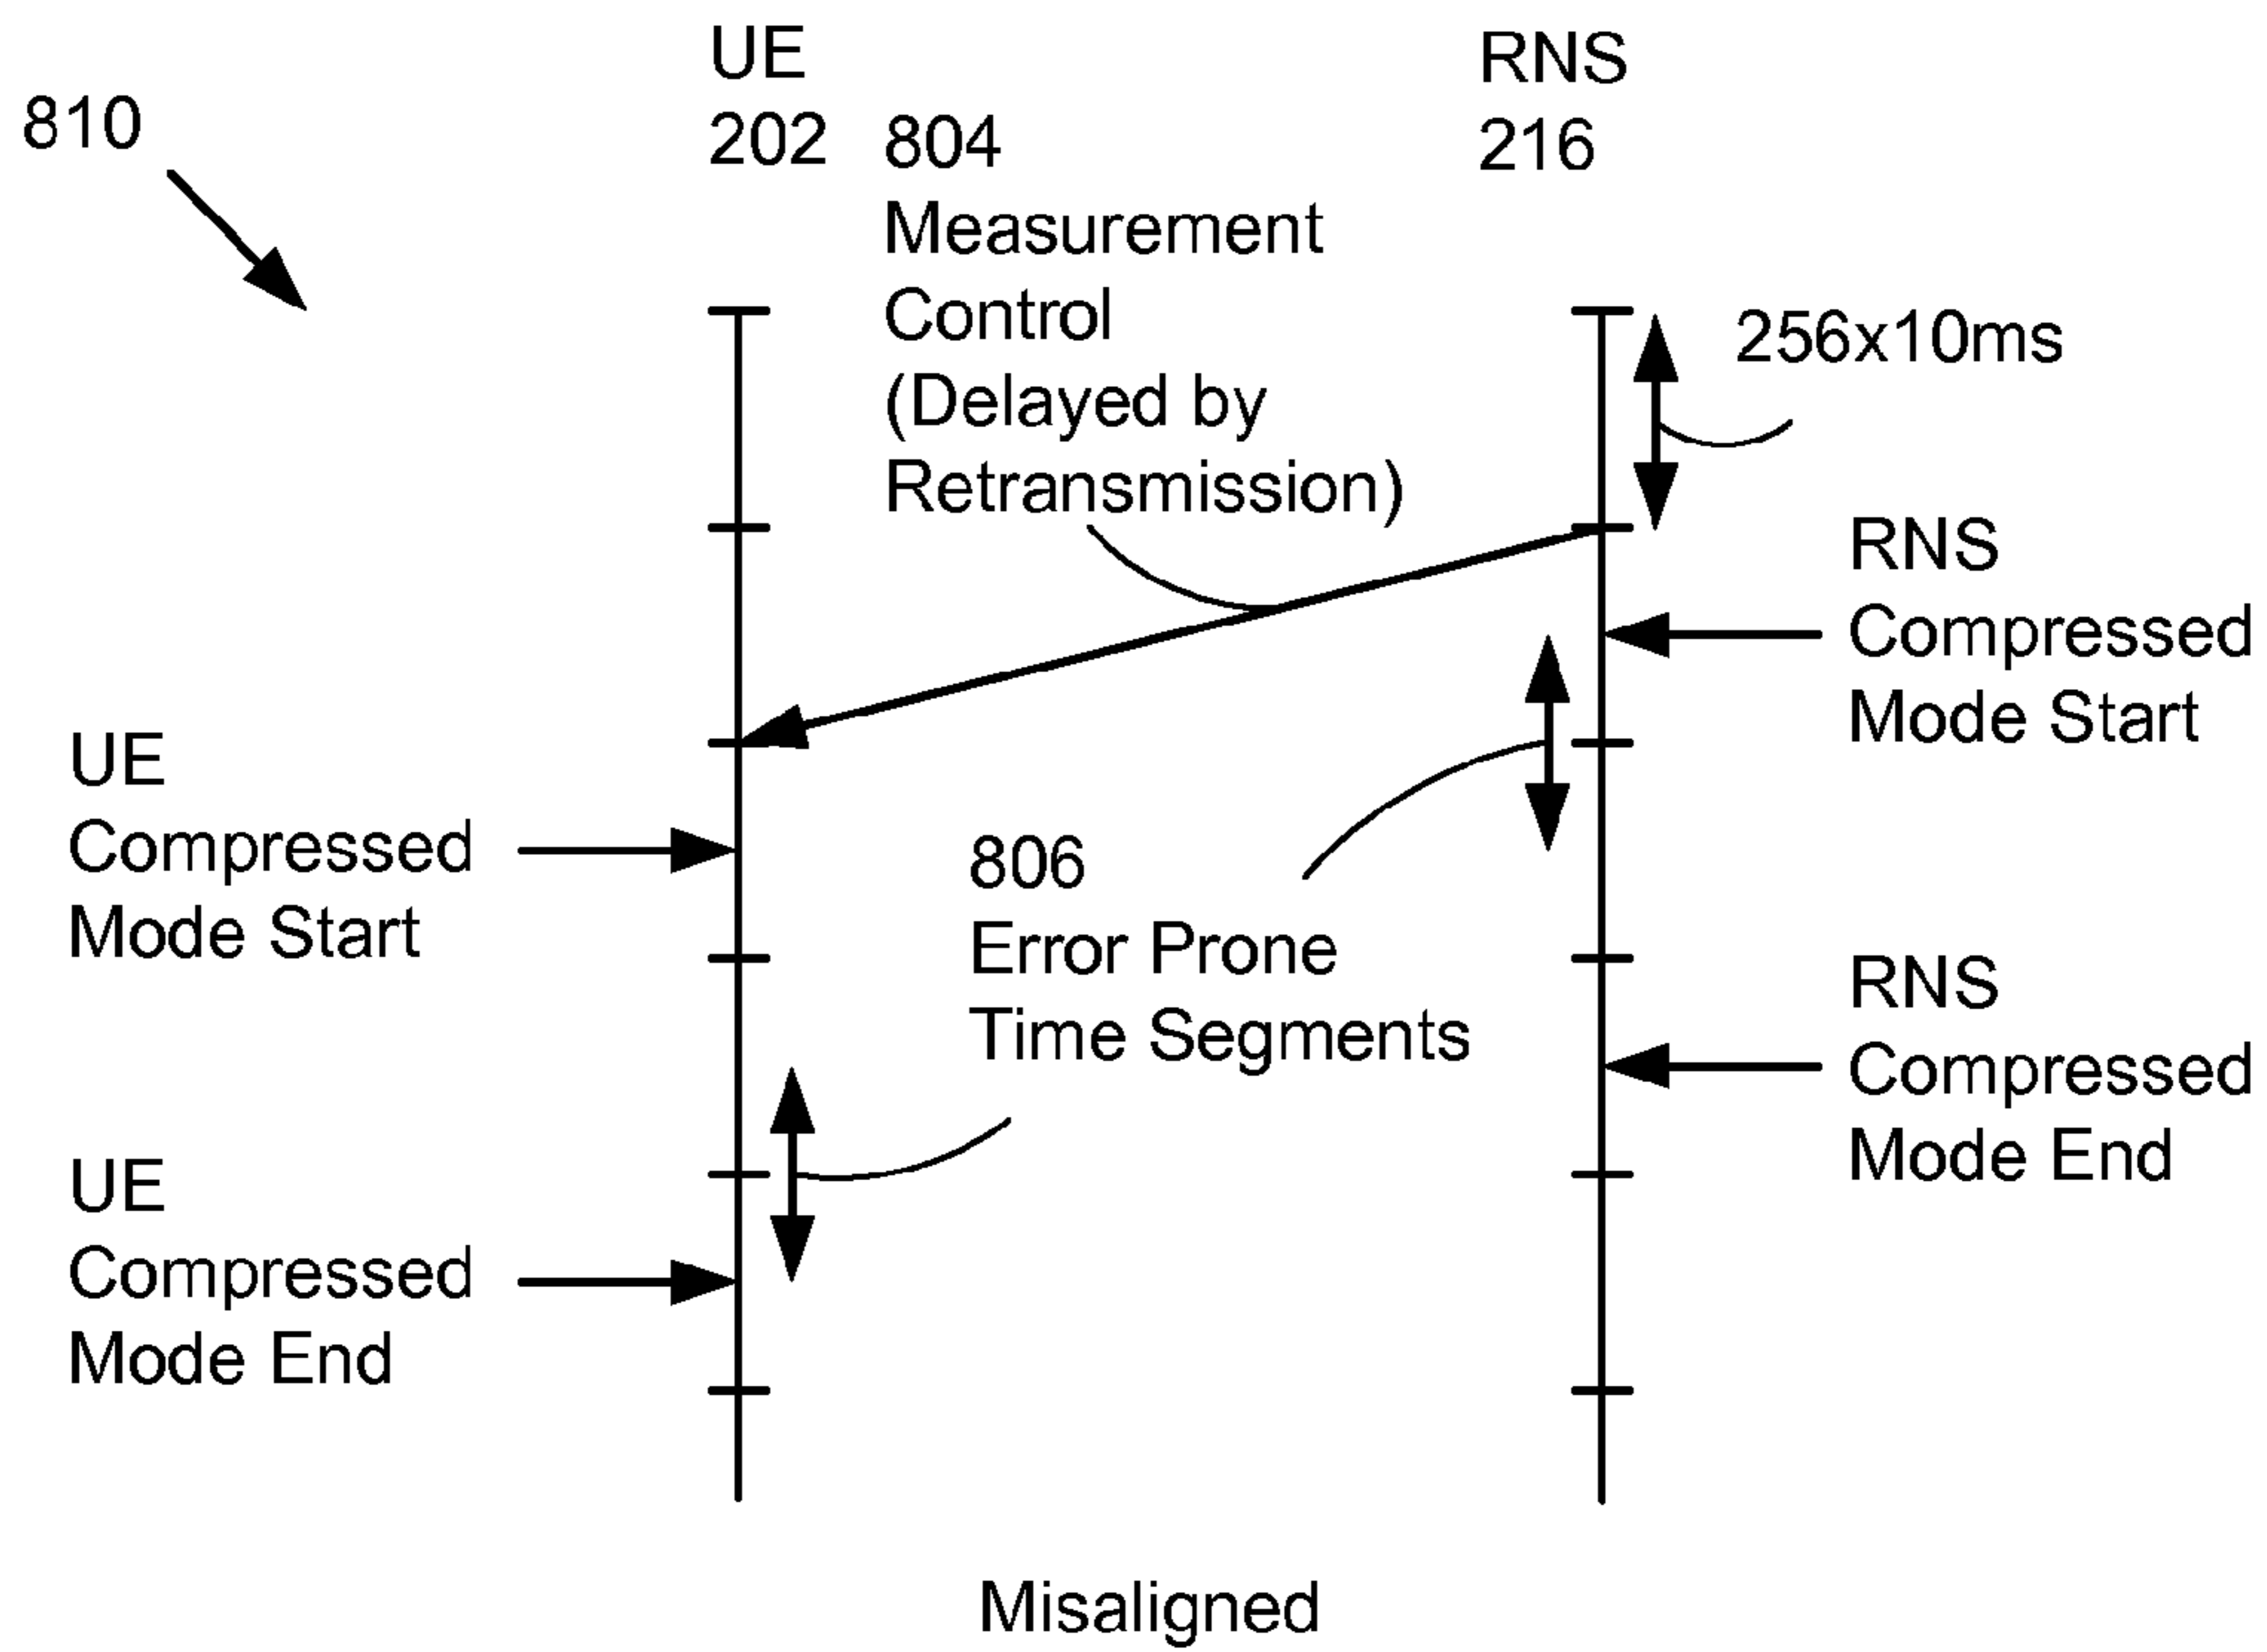 810
UE
202
804
Measurement
Control
(Delayed by
Retransmission)
RNS
216
256x10ms
RNS
Compressed
Mode Start
UE
Compressed
Mode Start
806
Error Prone
Time Segments
RNS
Compressed
Mode End
UE
Compressed
Mode End
Misaligned